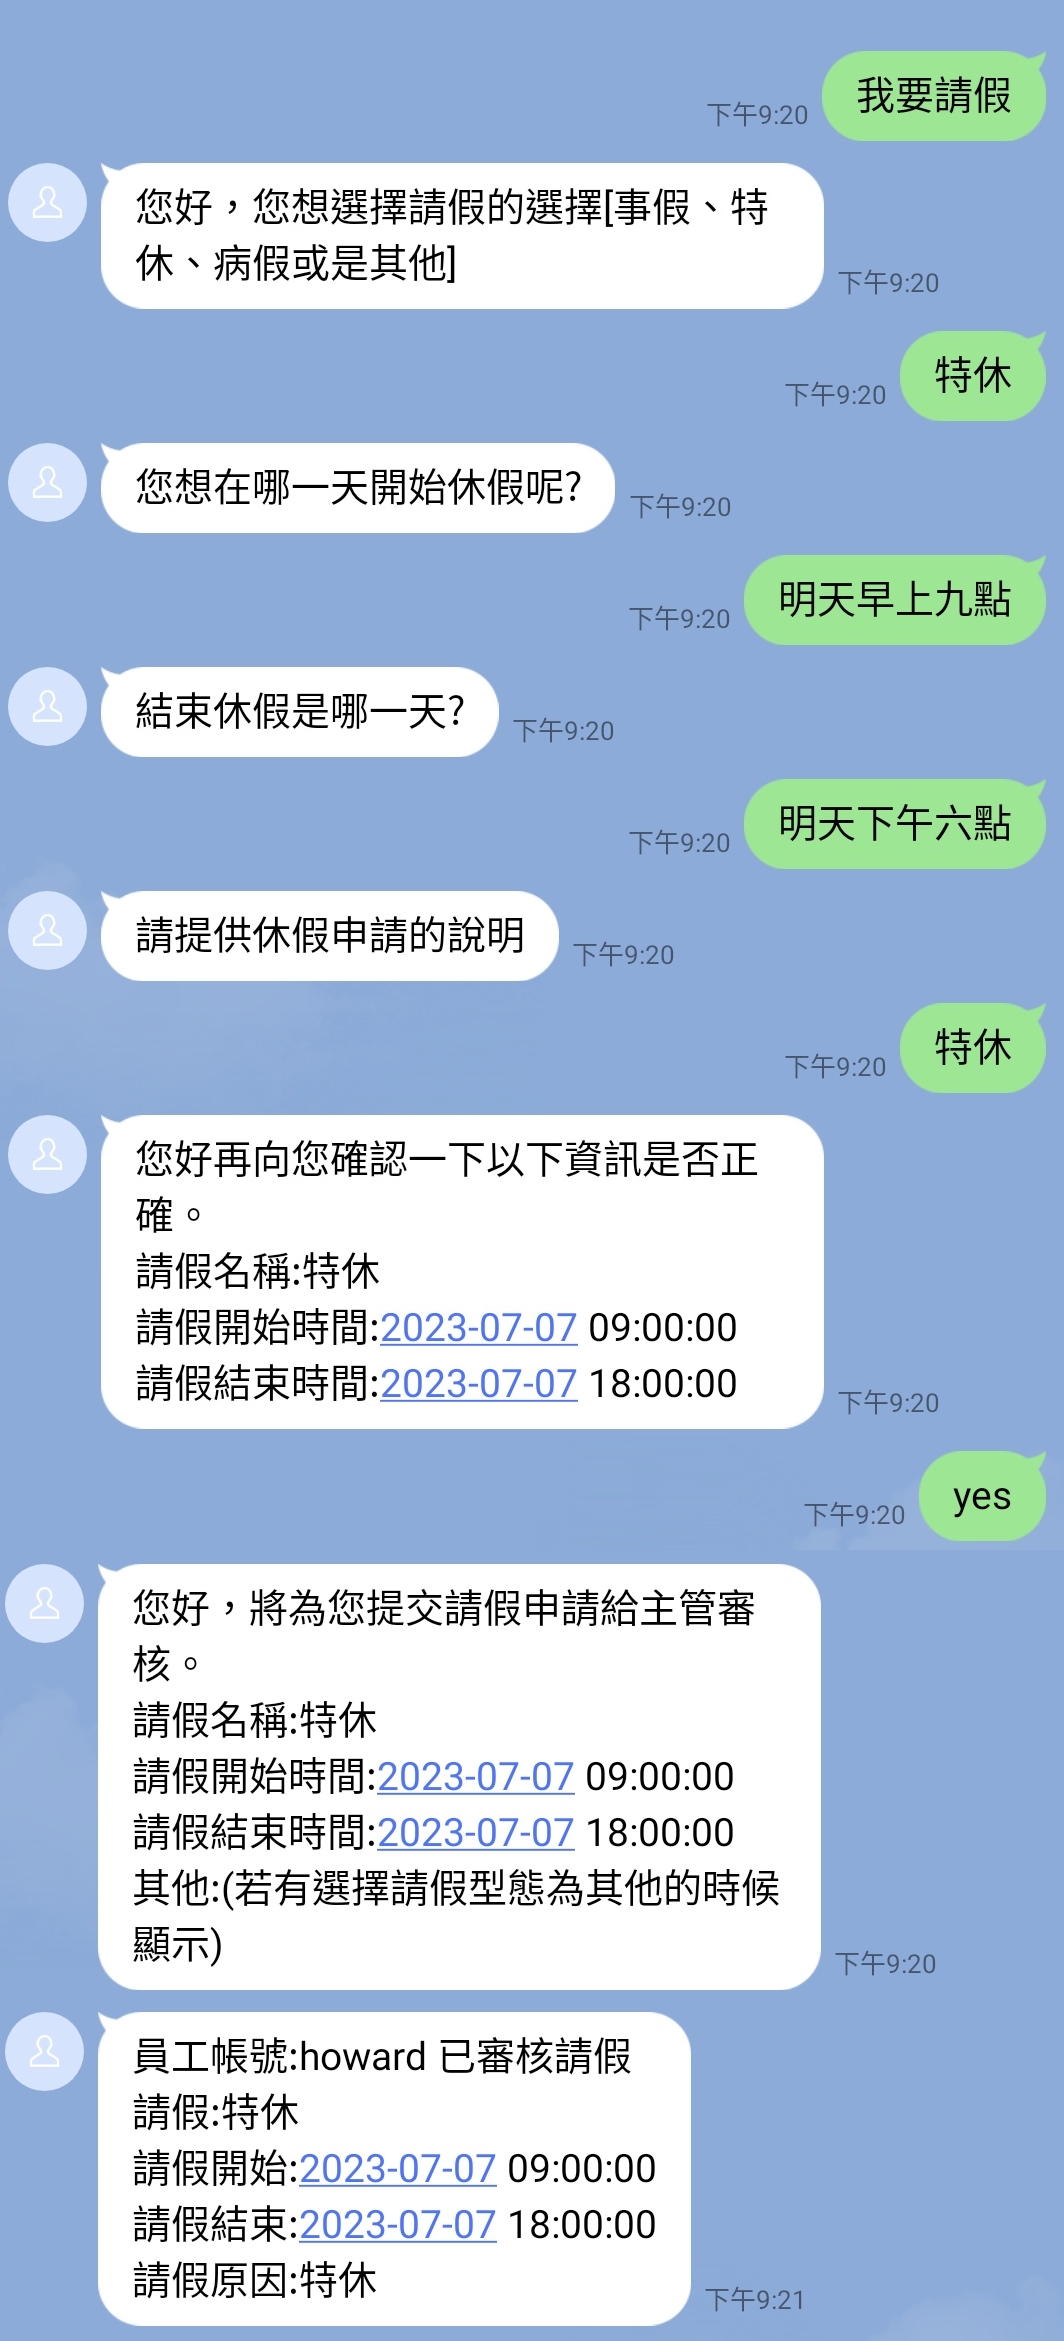 我要請假
下午9:20
您好，您想選擇請假的選擇[事假、特
休、病假或是其他]
下午9:20
特休
下午9:20
您想在哪一天開始休假呢?
下午9:20
明天早上九點
下午9:20
結束休假是哪一天?
下午9:20
明天下午六點
下午9:20
請提供休假申請的說明
下午9:20
特休
下午9:20
您好再向您確認一下以下資訊是否正
確。
請假名稱:特休
請假開始時間:2023-07-07 09:00:00
請假結束時間:2023-07-07 18:00:00
下午9:20
yes
下午9:20
您好，將為您提交請假申請給主管審
核。
請假名稱:特休
請假開始時間:2023-07-07 09:00:00
請假結束時間:2023-07-07 18:00:00
其他:(若有選擇請假型態為其他的時候
顯示)
下午9:20
員工帳號:howard 已審核請假
請假:特休
請假開始:2023-07-07 09:00:00
請假結束:2023-07-07 18:00:00
請假原因:特休
下午9:21